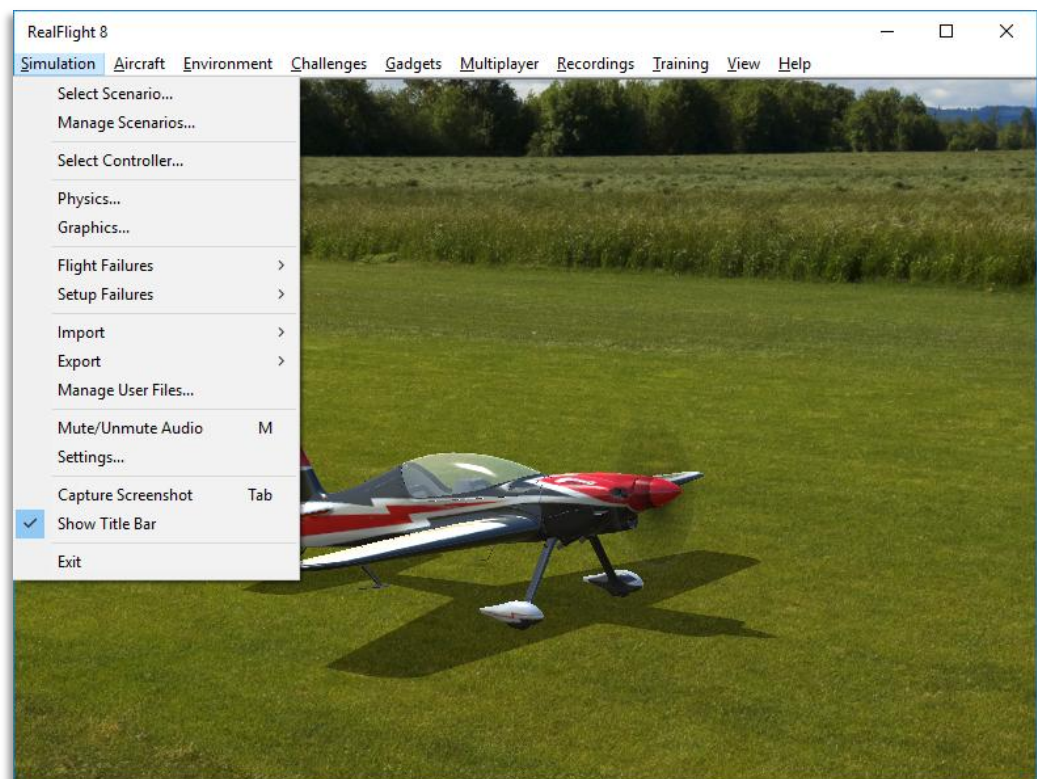 RealFlight 8
Simulation Aircraft Environment Challenges Gadgets Multiplayer Recordings Training View Help
Select Scenario...
Manage Scenarios...
Select Controller...
Physics...
Graphics...
Flight Failures
Setup Failures
Import
Export
Manage User Files...
Mute/Unmute Audio M
Settings...
Capture Screenshot Tab
Show Title Bar
Exit